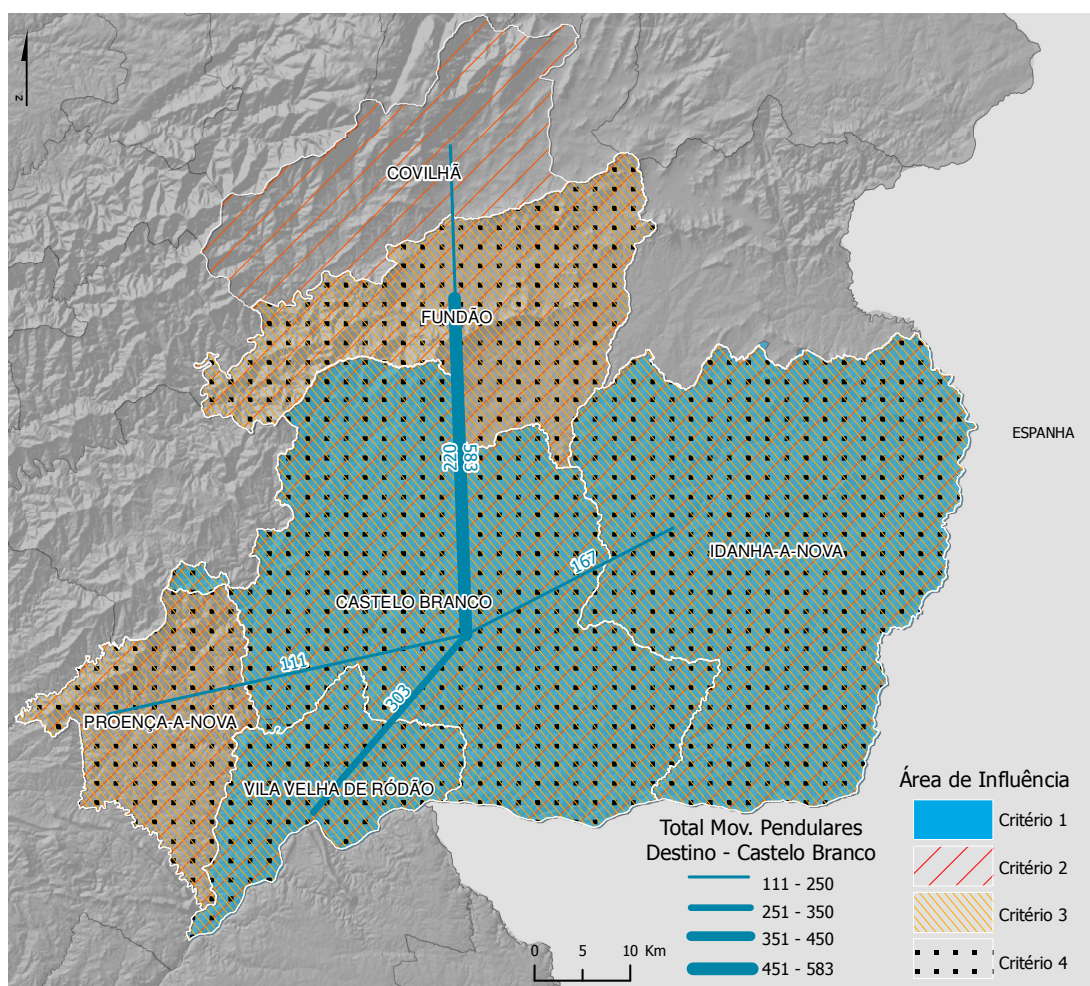 N
COVILHÃ
FUNDÃO
220
583
ESPANHA
IDANHA-A-NOVA
167
CASTELO BRANCO
111
303
PROENÇA-A-NOVA
VILA VELHA DE RÓDÃO
Total Mov. Pendulares
Destino - Castelo Branco
111 - 250
251 - 350
351 - 450
451 - 583
0 5 10 Km
Área de Influência
Critério 1
Critério 2
Critério 3
Critério 4